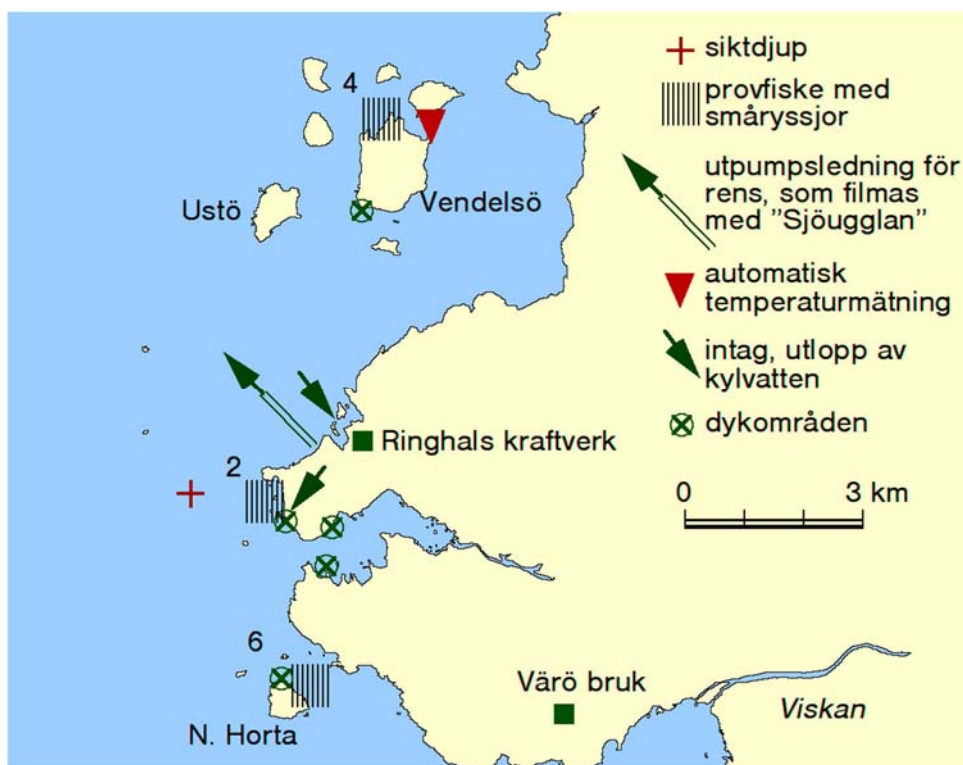 4
Ustö
Vendelsö
siktdjup
provfiske med
småryssjor
utpumpsledning för
rens, som filmas
med ”Sjöugglan”
automatisk
temperaturmätning
intag, utlopp av
kylvatten
dykområden
0 3 km
Ringhals kraftverk
2
6
N. Horta
Värö bruk
Viskan